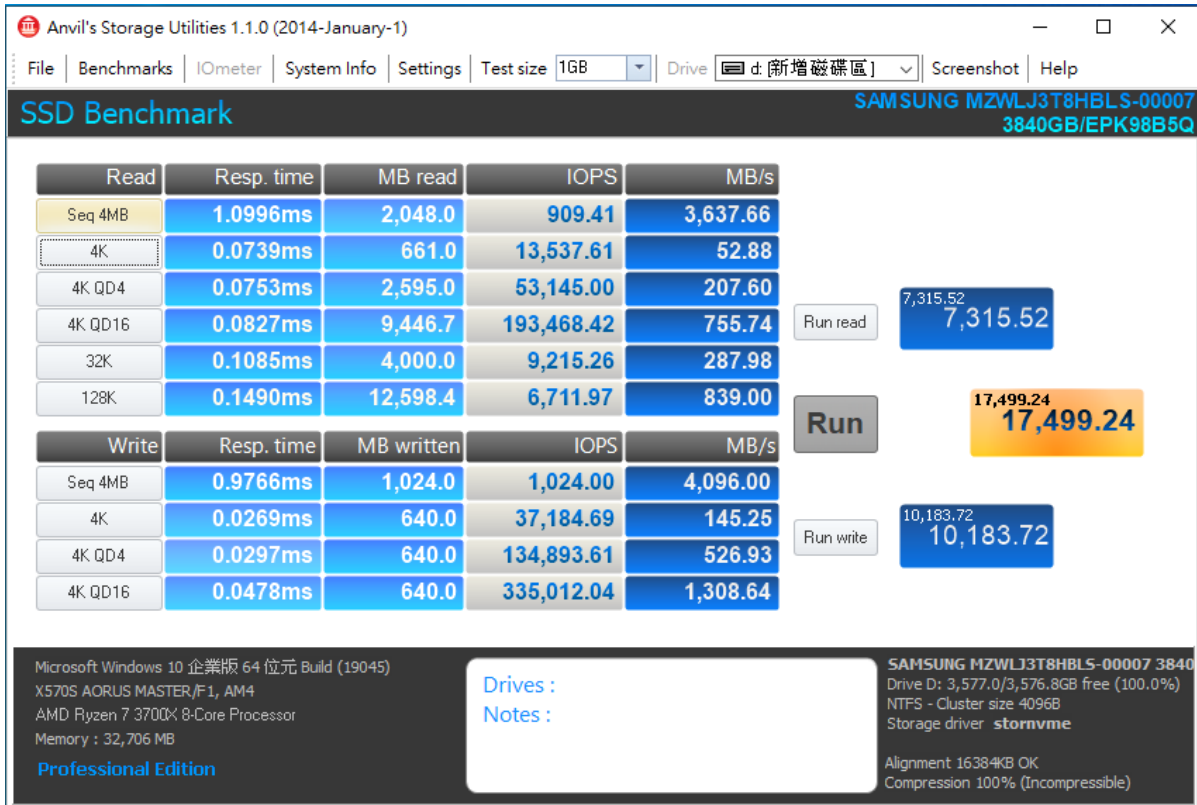 Anvil's Storage Utilities 1.1.0 (2014-January-1)
File Benchmarks IOmeter System Info Settings Test size 1GB Drive d: [新增磁碟區] Screenshot Help
SSD Benchmark
SAMSUNG MZWLJ3T8HBLS-00007
3840GB/EPK98B5Q
Read Resp. time MB read IOPS MB/s
Seq 4MB 1.0996ms 2,048.0 909.41 3,637.66
4K 0.0739ms 661.0 13,537.61 52.88
4K QD4 0.0753ms 2,595.0 53,145.00 207.60
4K QD16 0.0827ms 9,446.7 193,468.42 755.74
32K 0.1085ms 4,000.0 9,215.26 287.98
128K 0.1490ms 12,598.4 6,711.97 839.00
Run read
7,315.52
7,315.52
Run
17,499.24
17,499.24
Write Resp. time MB written IOPS MB/s
Seq 4MB 0.9766ms 1,024.0 1,024.00 4,096.00
4K 0.0269ms 640.0 37,184.69 145.25
4K QD4 0.0297ms 640.0 134,893.61 526.93
4K QD16 0.0478ms 640.0 335,012.04 1,308.64
Run write
10,183.72
10,183.72
Microsoft Windows 10 企業版 64 位元 Build (19045)
X570S AORUS MASTER/F1, AM4
AMD Ryzen 7 3700X 8-Core Processor
Memory : 32,706 MB
Professional Edition
Drives :
Notes :
SAMSUNG MZWLJ3T8HBLS-00007 3840
Drive D: 3,577.0/3,576.8GB free (100.0%)
NTFS - Cluster size 4096B
Storage driver stornvme
Alignment 16384KB OK
Compression 100% (Incompressible)